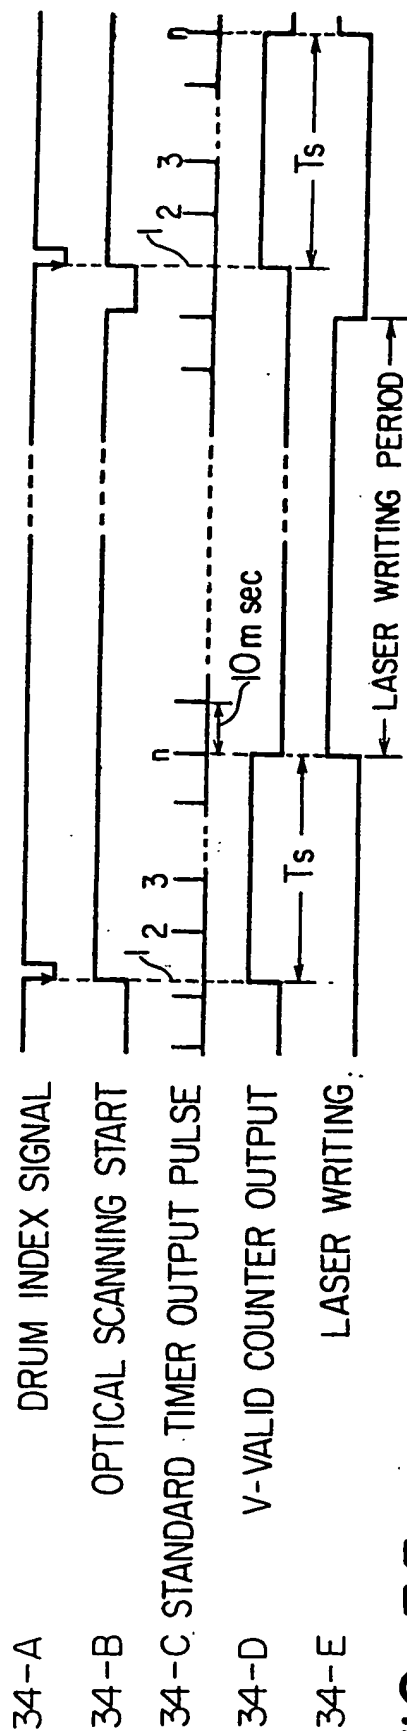 34-A DRUM INDEX SIGNAL
34-B OPTICAL SCANNING START
1 2 3 n 1 2 3 n
34-C STANDARD TIMER OUTPUT PULSE
10m sec
34-D V-VALID COUNTER OUTPUT
Ts Ts
34-E LASER WRITING
LASER WRITING PERIOD